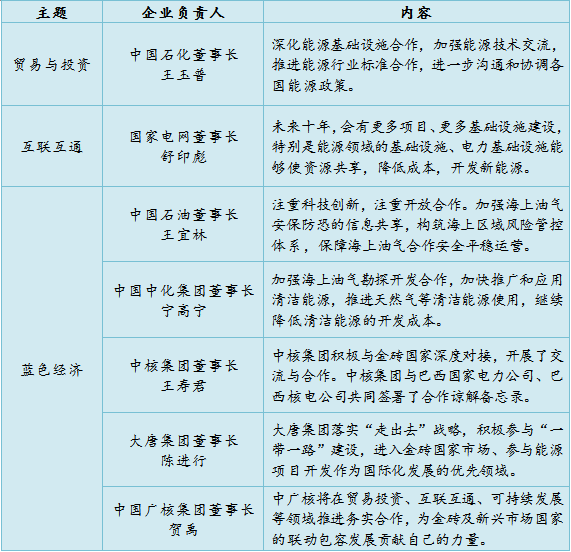 主题 企业负责人 内容
贸易与投资
中国石化董事长
王玉普
深化能源基础设施合作，加强能源技术交流，
推进能源行业标准合作，进一步沟通和协调各
国能源政策。
互联互通
国家电网董事长
舒印彪
未来十年，会有更多项目、更多基础设施建设，
特别是能源领域的基础设施、电力基础设施能
够使资源共享，降低成本，开发新能源。
蓝色经济
中国石油董事长
王宜林
注重科技创新，注重开放合作。加强海上油气
安保防恐的信息共享，构筑海上区域风险管控
体系，保障海上油气合作安全平稳运营。
中国中化集团董事长
宁高宁
加强海上油气勘探开发合作，加快推广和应用
清洁能源，推进天然气等清洁能源使用，继续
降低清洁能源的开发成本。
中核集团董事长
王寿君
中核集团积极与金砖国家深度对接，开展了
交流与合作。中核集团与巴西国家电力公司、巴
西核电公司共同签署了合作谅解备忘录。
大唐集团董事长
陈进行
大唐集团落实“走出去”战略，积极参与“一
带一路”建设，进入金砖国家市场、参与能源
项目开发作为国际化发展的优先领域。
中国广核集团董事长
贺禹
中广核将在贸易投资、互联互通、可持续发展
等领域推进务实合作，为金砖及新兴市场国家
的联动包容发展贡献自己的力量。